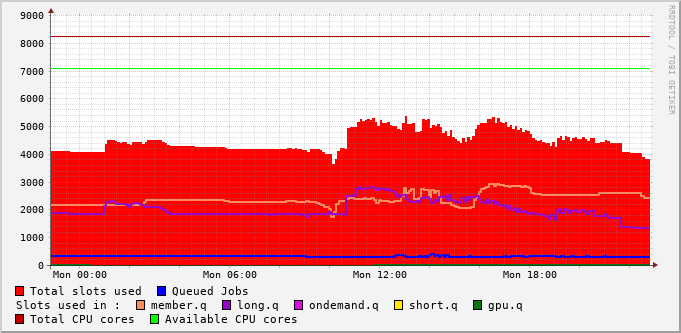 9000
8000
7000
6000
5000
4000
3000
2000
1000
0
Mon 00:00 Mon 06:00 Mon 12:00 Mon 18:00
RRDTOOL / TOBI OETIKER
Total slots used Queued Jobs
Slots used in : member.q long.q ondemand.q short.q gpu.q
Total CPU cores Available CPU cores